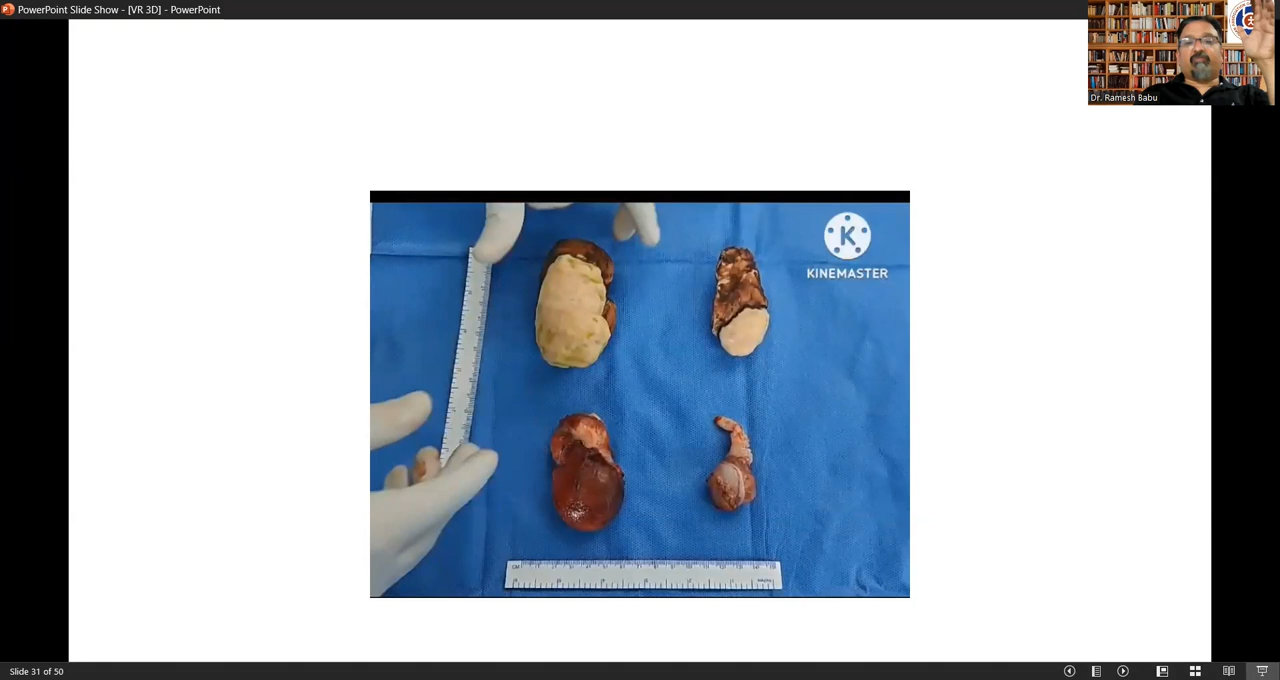 PowerPoint Slide Show - [VR 3D] - PowerPoint
Dr. Ramesh Babu
K
KINEMASTER
Slide 31 of 50